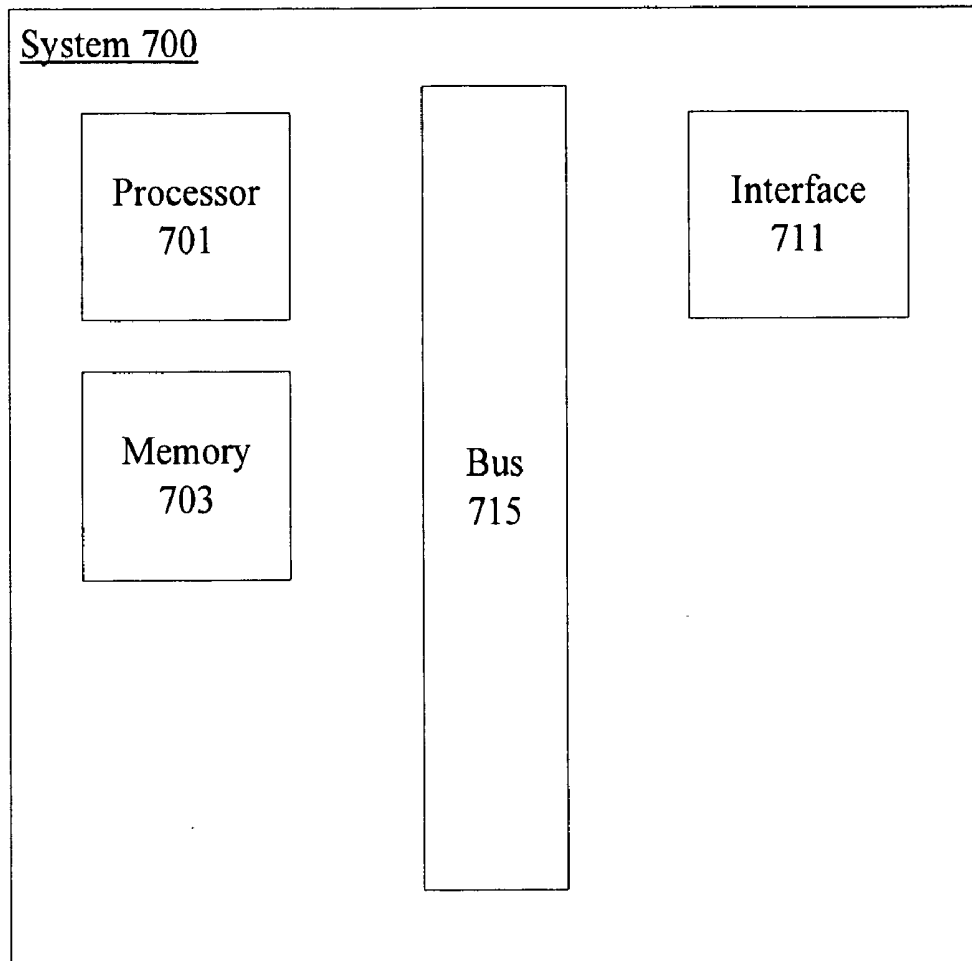 System 700
Processor
701
Interface
711
Memory
703
Bus
715